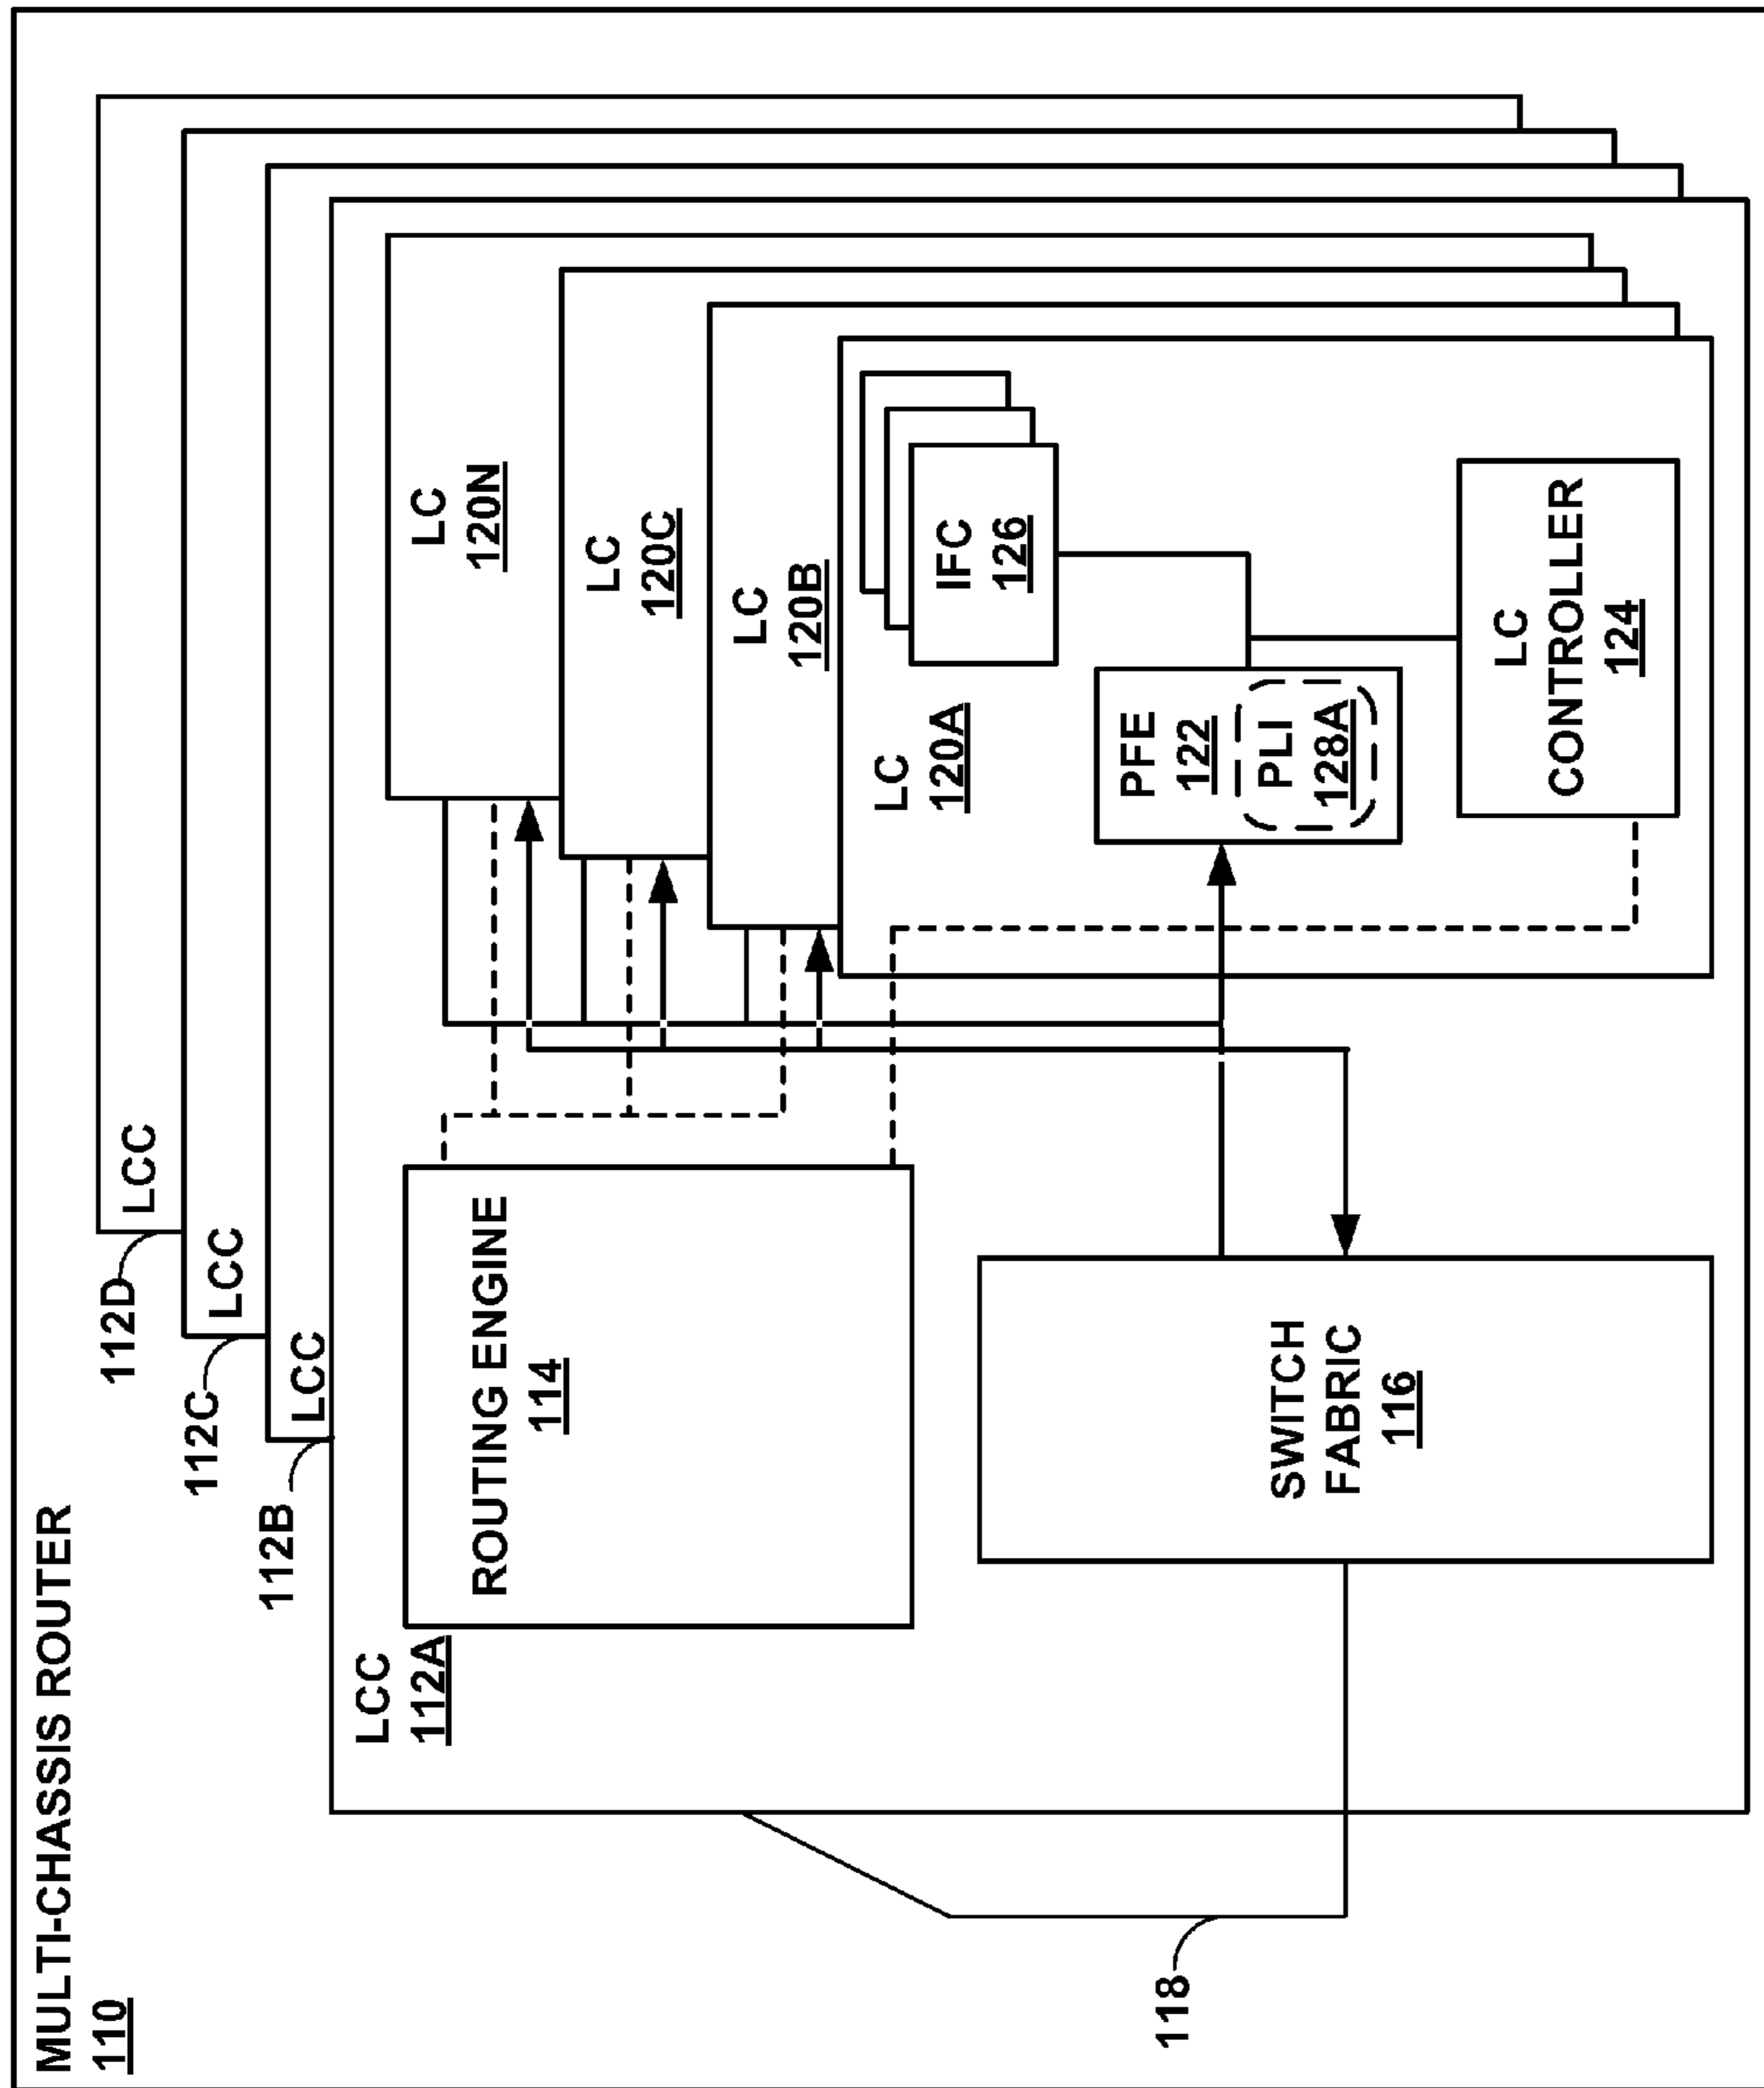 MULTI-CHASSIS ROUTER
110
112D
LCC
112C
LCC
112B
LCC
LCC
112A
ROUTING ENGINE
114
SWITCH
FABRIC
116
118
LC
120N
LC
120C
LC
120B
LC
120A
IFC
126
PFE
122
PLI
128A
LC
CONTROLLER
124